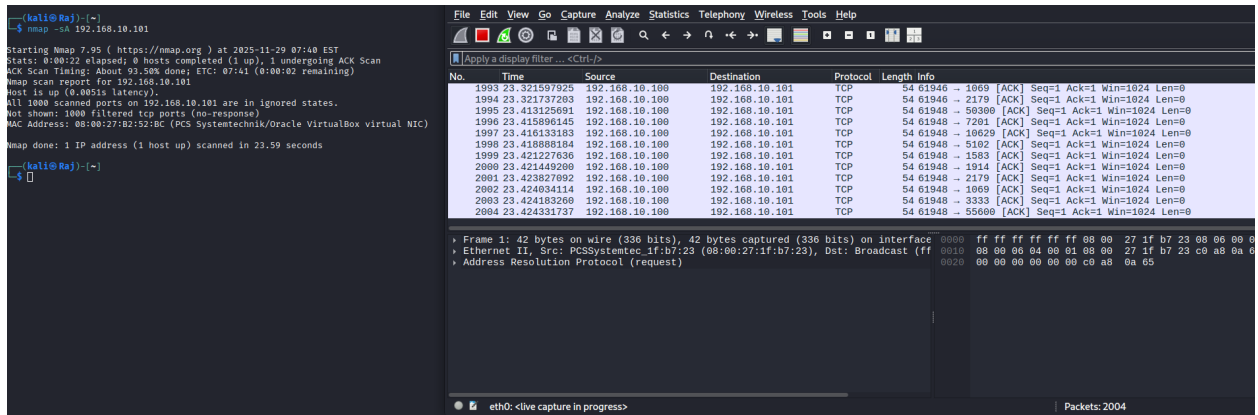 (kali㉿Raj)-[~]
$ nmap -sA 192.168.10.101
Starting Nmap 7.95 ( https://nmap.org ) at 2025-11-29 07:40 EST
Stats: 0:00:22 elapsed; 0 hosts completed (1 up), 1 undergoing ACK Scan
ACK Scan Timing: About 93.50% done; ETC: 07:41 (0:00:02 remaining)
Nmap scan report for 192.168.10.101
Host is up (0.0051s latency).
All 1000 scanned ports on 192.168.10.101 are in ignored states.
Not shown: 1000 filtered tcp ports (no-response)
MAC Address: 08:00:27:B2:52:BC (PCS Systemtechnik/Oracle VirtualBox virtual NIC)
Nmap done: 1 IP address (1 host up) scanned in 23.59 seconds
(kali㉿Raj)-[~]
$
File Edit View Go Capture Analyze Statistics Telephony Wireless Tools Help
Apply a display filter ... <Ctrl-/>
No. Time Source Destination Protocol Length Info
1993 23.321597925 192.168.10.100 192.168.10.101 TCP 54 61946 → 1069 [ACK] Seq=1 Ack=1 Win=1024 Len=0
1994 23.321737203 192.168.10.100 192.168.10.101 TCP 54 61946 → 2179 [ACK] Seq=1 Ack=1 Win=1024 Len=0
1995 23.413125691 192.168.10.100 192.168.10.101 TCP 54 61948 → 50300 [ACK] Seq=1 Ack=1 Win=1024 Len=0
1996 23.415896145 192.168.10.100 192.168.10.101 TCP 54 61948 → 7201 [ACK] Seq=1 Ack=1 Win=1024 Len=0
1997 23.416133183 192.168.10.100 192.168.10.101 TCP 54 61948 → 10629 [ACK] Seq=1 Ack=1 Win=1024 Len=0
1998 23.418888184 192.168.10.100 192.168.10.101 TCP 54 61948 → 5102 [ACK] Seq=1 Ack=1 Win=1024 Len=0
1999 23.421227636 192.168.10.100 192.168.10.101 TCP 54 61948 → 1583 [ACK] Seq=1 Ack=1 Win=1024 Len=0
2000 23.421449200 192.168.10.100 192.168.10.101 TCP 54 61948 → 1914 [ACK] Seq=1 Ack=1 Win=1024 Len=0
2001 23.423827092 192.168.10.100 192.168.10.101 TCP 54 61948 → 2179 [ACK] Seq=1 Ack=1 Win=1024 Len=0
2002 23.424034114 192.168.10.100 192.168.10.101 TCP 54 61948 → 1069 [ACK] Seq=1 Ack=1 Win=1024 Len=0
2003 23.424183260 192.168.10.100 192.168.10.101 TCP 54 61948 → 3333 [ACK] Seq=1 Ack=1 Win=1024 Len=0
2004 23.424331737 192.168.10.100 192.168.10.101 TCP 54 61948 → 55600 [ACK] Seq=1 Ack=1 Win=1024 Len=0
Frame 1: 42 bytes on wire (336 bits), 42 bytes captured (336 bits) on interface
Ethernet II, Src: PCSSystemtec_1f:b7:23 (08:00:27:1f:b7:23), Dst: Broadcast (ff
Address Resolution Protocol (request)
0000 ff ff ff ff ff ff 08 00 27 1f b7 23 08 06 00 0
0010 08 00 06 04 00 01 08 00 27 1f b7 23 c0 a8 0a 6
0020 00 00 00 00 00 00 c0 a8 0a 65
eth0: <live capture in progress>
Packets: 2004